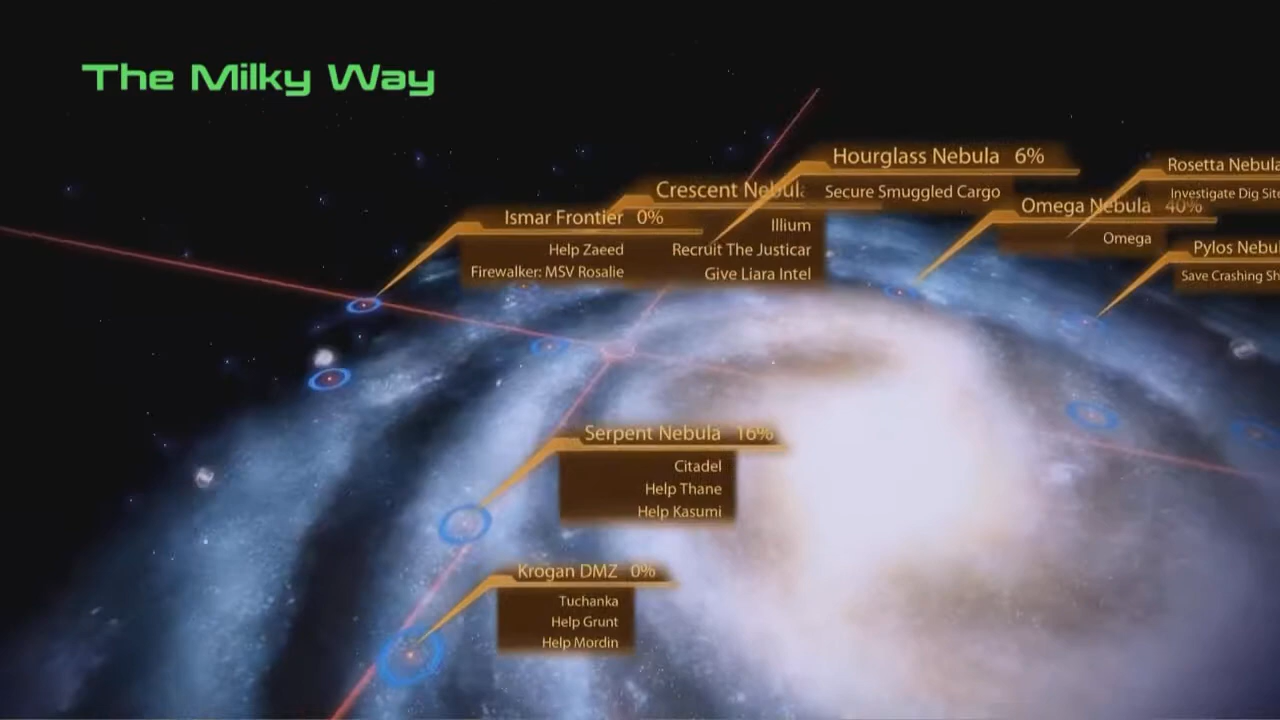 The Milky Way
Hourglass Nebula 6%
Secure Smuggled Cargo
Rosetta Nebula
Investigate Dig Site
Crescent Nebula
Illium
Recruit The Justicar
Give Liara Intel
Ismar Frontier 0%
Help Zaeed
Firewalker: MSV Rosalie
Omega Nebula 40%
Omega
Pylos Nebu
Save Crashing Sh
Serpent Nebula 16%
Citadel
Help Thane
Help Kasumi
Krogan DMZ 0%
Tuchanka
Help Grunt
Help Mordin